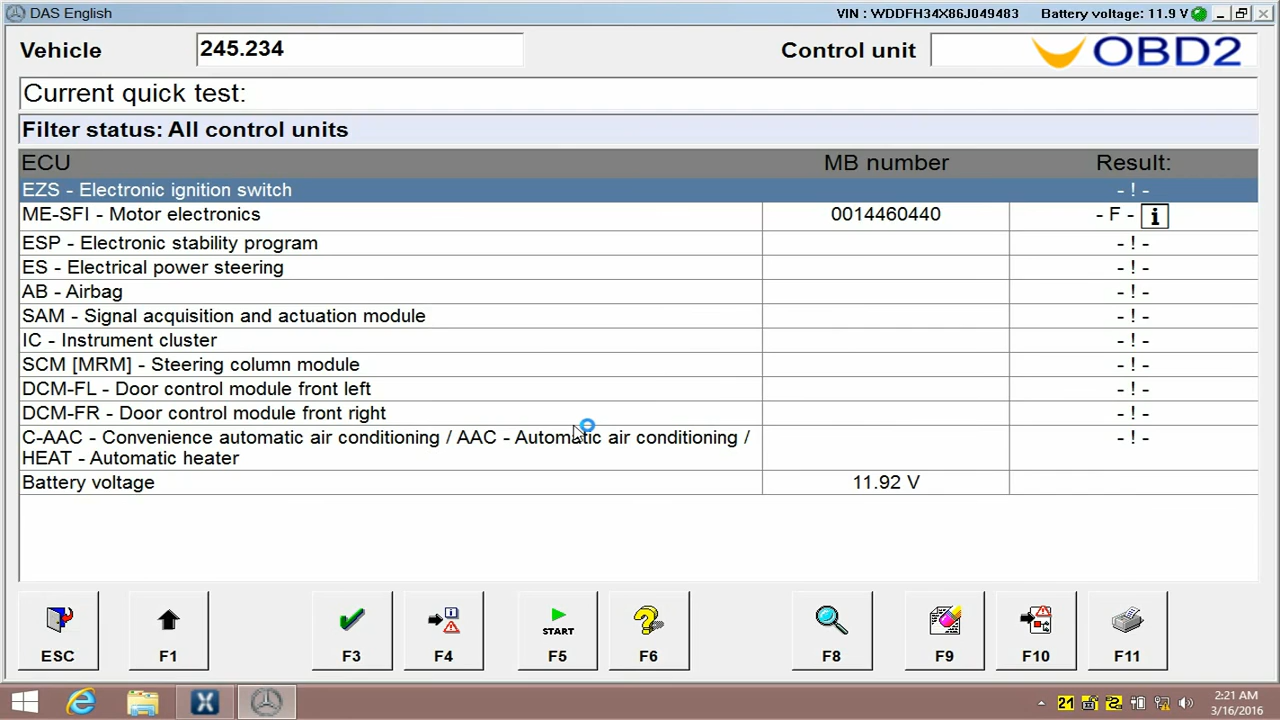 DAS English VIN : WDDFH34X86J049483 Battery voltage: 11.9 V
Vehicle 245.234 Control unit OBD2
Current quick test:
Filter status: All control units
ECU MB number Result:
EZS - Electronic ignition switch - ! -
ME-SFI - Motor electronics 0014460440 - F - i
ESP - Electronic stability program - ! -
ES - Electrical power steering - ! -
AB - Airbag - ! -
SAM - Signal acquisition and actuation module - ! -
IC - Instrument cluster - ! -
SCM [MRM] - Steering column module - ! -
DCM-FL - Door control module front left - ! -
DCM-FR - Door control module front right - ! -
C-AAC - Convenience automatic air conditioning / AAC - Automatic air conditioning / - ! -
HEAT - Automatic heater
Battery voltage 11.92 V
START
ESC F1 F3 F4 F5 F6 F8 F9 F10 F11
21 2:21 AM
3/16/2016